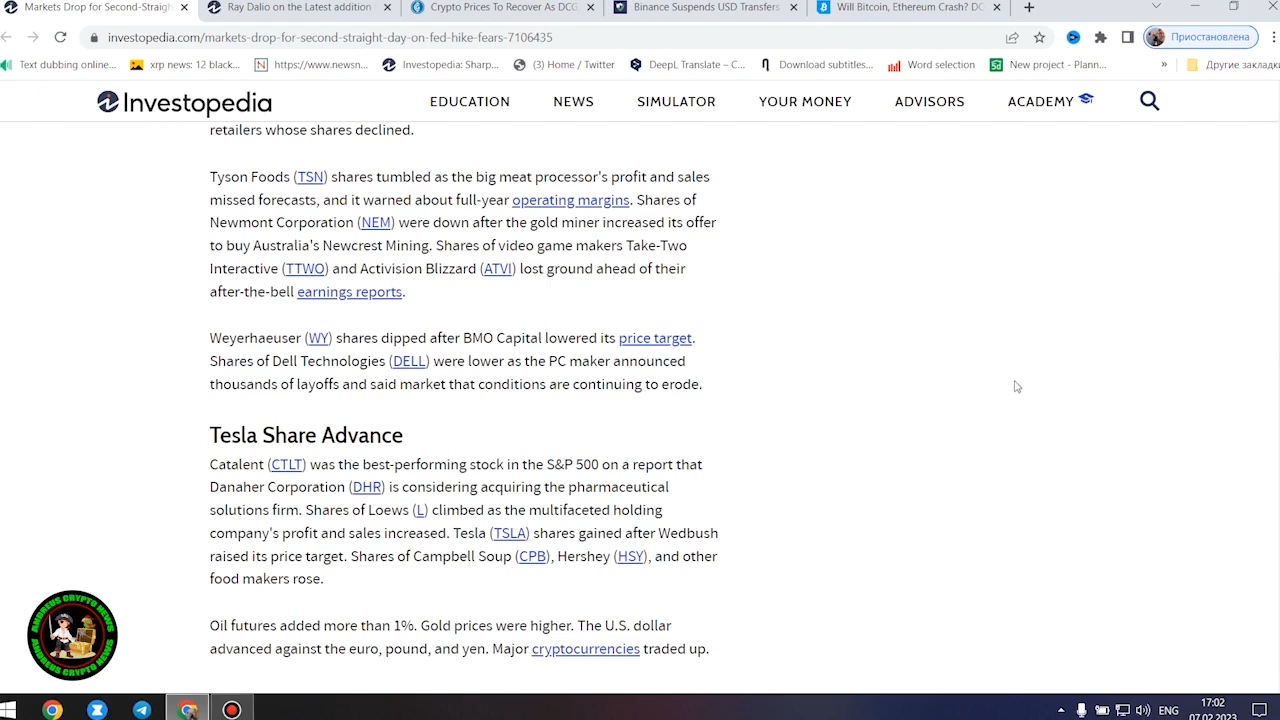 Markets Drop for Second-Straigh
Ray Dalio on the Latest addition
Crypto Prices To Recover As DCG
Binance Suspends USD Transfers
Will Bitcoin, Ethereum Crash? DC
investopedia.com/markets-drop-for-second-straight-day-on-fed-hike-fears-7106435
Приостановлена
Text dubbing online...
xrp news: 12 black...
https://www.newsn...
Investopedia: Sharp...
(3) Home / Twitter
DeepL Translate – C...
Download subtitles...
Word selection
New project - Plann...
»
Другие закладки
Investopedia
EDUCATION
NEWS
SIMULATOR
YOUR MONEY
ADVISORS
ACADEMY
retailers whose shares declined.
Tyson Foods (TSN) shares tumbled as the big meat processor's profit and sales
missed forecasts, and it warned about full-year operating margins. Shares of
Newmont Corporation (NEM) were down after the gold miner increased its offer
to buy Australia's Newcrest Mining. Shares of video game makers Take-Two
Interactive (TTWO) and Activision Blizzard (ATVI) lost ground ahead of their
after-the-bell earnings reports.
Weyerhaeuser (WY) shares dipped after BMO Capital lowered its price target.
Shares of Dell Technologies (DELL) were lower as the PC maker announced
thousands of layoffs and said market that conditions are continuing to erode.
Tesla Share Advance
Catalent (CTLT) was the best-performing stock in the S&P 500 on a report that
Danaher Corporation (DHR) is considering acquiring the pharmaceutical
solutions firm. Shares of Loews (L) climbed as the multifaceted holding
company's profit and sales increased. Tesla (TSLA) shares gained after Wedbush
raised its price target. Shares of Campbell Soup (CPB), Hershey (HSY), and other
food makers rose.
Oil futures added more than 1%. Gold prices were higher. The U.S. dollar
advanced against the euro, pound, and yen. Major cryptocurrencies traded up.
ANDREUS CRYPTO NEWS
ANDREUS CRYPTO NEWS
ENG
17:02
07.02.2023